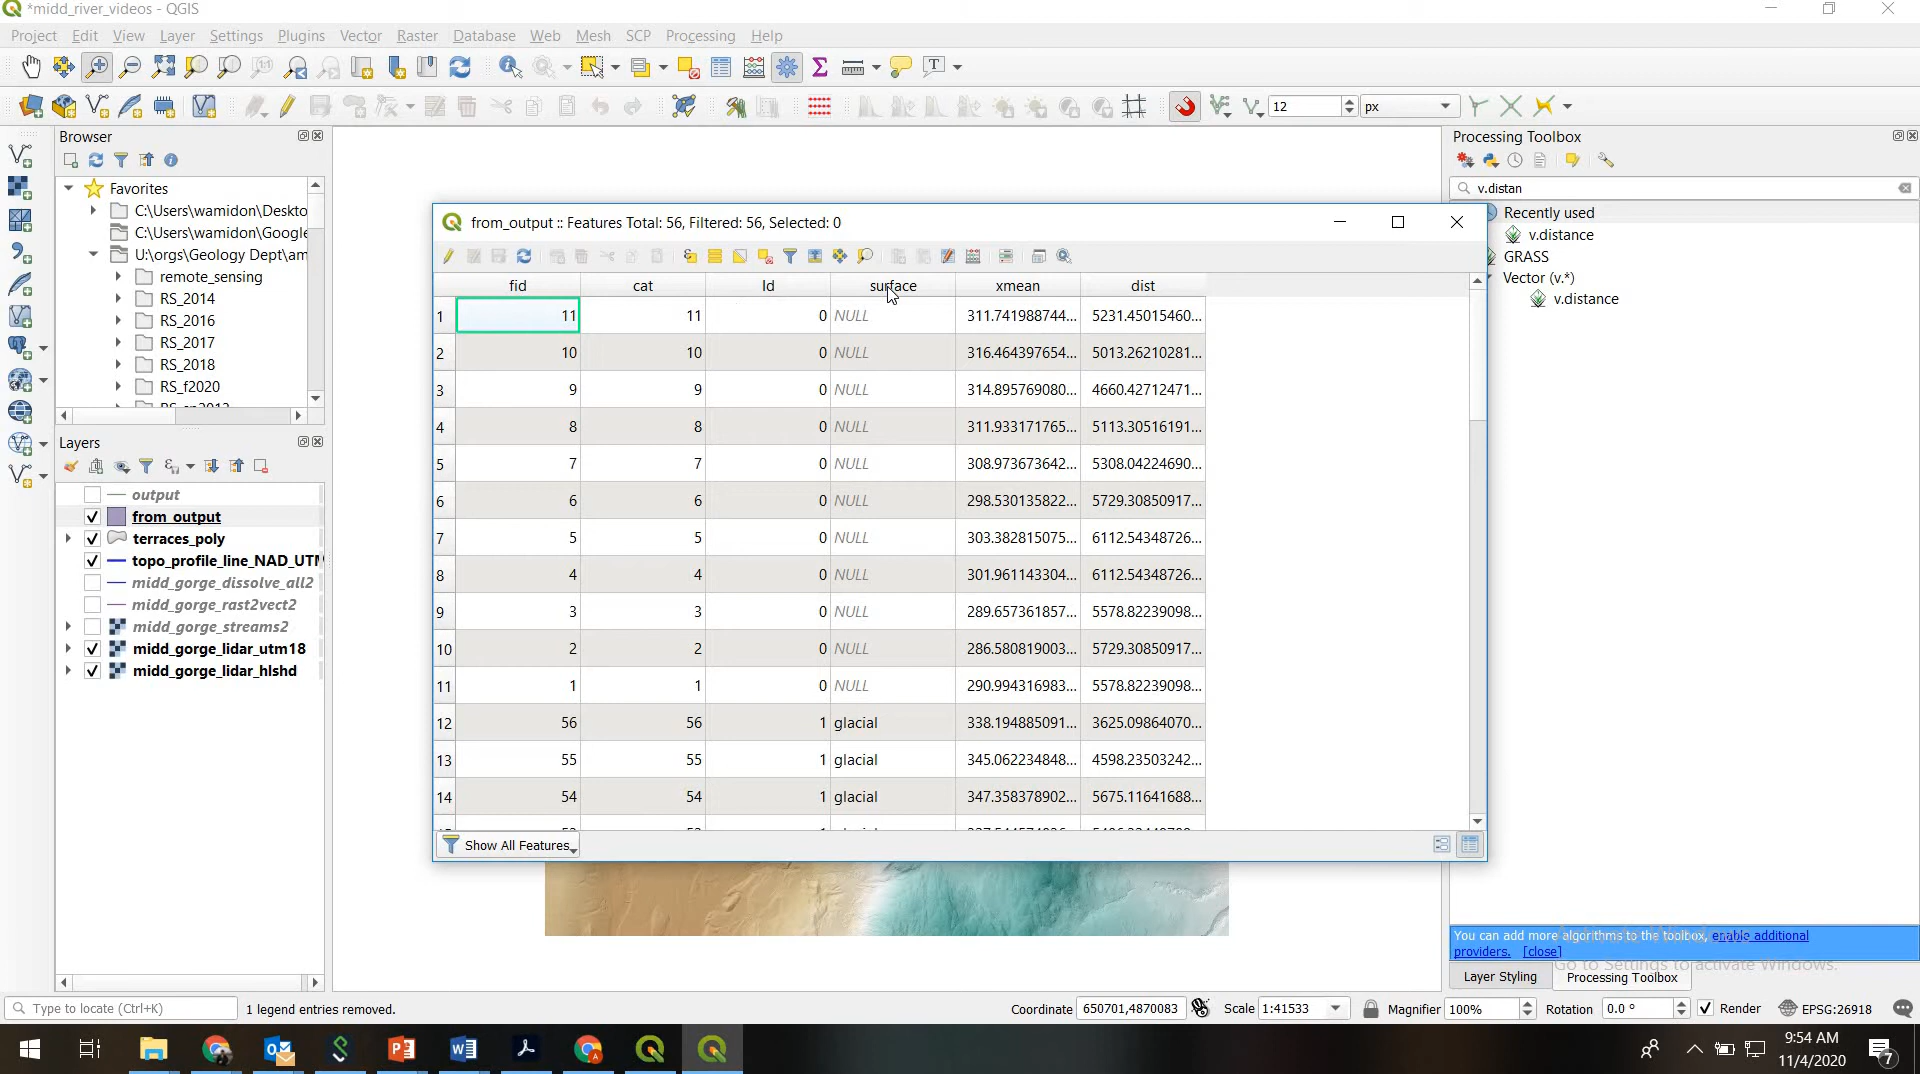 *midd_river_videos - QGIS
Project Edit View Layer Settings Plugins Vector Raster Database Web Mesh SCP Processing Help
12 px
Browser
Favorites
C:\Users\wamidon\Deskto
C:\Users\wamidon\Google
U:\orgs\Geology Dept\am
remote_sensing
RS_2014
RS_2016
RS_2017
RS_2018
RS_f2020
Layers
output
from_output
terraces_poly
topo_profile_line_NAD_UTM
midd_gorge_dissolve_all2
midd_gorge_rast2vect2
midd_gorge_streams2
midd_gorge_lidar_utm18
midd_gorge_lidar_hlshd
from_output :: Features Total: 56, Filtered: 56, Selected: 0
fid cat Id surface xmean dist
1 11 11 0 NULL 311.741988744... 5231.45015460...
2 10 10 0 NULL 316.464397654... 5013.26210281...
3 9 9 0 NULL 314.895769080... 4660.42712471...
4 8 8 0 NULL 311.933171765... 5113.30516191...
5 7 7 0 NULL 308.973673642... 5308.04224690...
6 6 6 0 NULL 298.530135822... 5729.30850917...
7 5 5 0 NULL 303.382815075... 6112.54348726...
8 4 4 0 NULL 301.961143304... 6112.54348726...
9 3 3 0 NULL 289.657361857... 5578.82239098...
10 2 2 0 NULL 286.580819003... 5729.30850917...
11 1 1 0 NULL 290.994316983... 5578.82239098...
12 56 56 1 glacial 338.194885091... 3625.09864070...
13 55 55 1 glacial 345.062234848... 4598.23503242...
14 54 54 1 glacial 347.358378902... 5675.11641688...
Show All Features
Processing Toolbox
v.distan
Recently used
v.distance
GRASS
Vector (v.*)
v.distance
You can add more algorithms to the toolbox, enable additional
providers. [close]
Go to Settings to activate Windows.
Layer Styling Processing Toolbox
Type to locate (Ctrl+K) 1 legend entries removed. Coordinate 650701,4870083 Scale 1:41533 Magnifier 100% Rotation 0.0 ° Render EPSG:26918
9:54 AM
11/4/2020
7